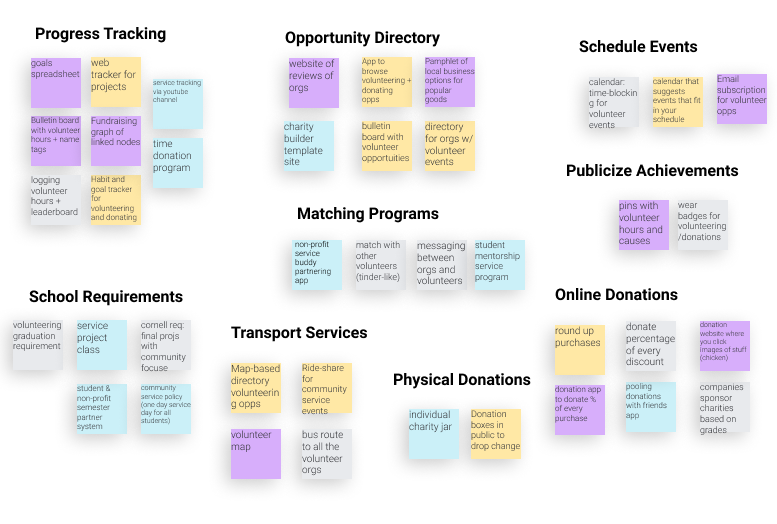 Progress Tracking
goals
spreadsheet
web
tracker for
projects
service tracking
via youtube
channel
Bulletin board
with volunteer
hours + name
tags
Fundraising
graph of
linked nodes
time
donation
program
logging
volunteer
hours +
leaderboard
Habit and
goal tracker
for
volunteering
and donating
Opportunity Directory
website of
reviews of
orgs
App to
browse
volunteering +
donating
opps
Pamphlet of
local business
options for
popular
goods
charity
builder
template
site
bulletin
board with
volunteer
opportuities
directory
for orgs w/
volunteer
events
Schedule Events
calendar:
time-blockin
g for
volunteer
events
calendar that
suggests
events that fit
in your
schedule
Email
subscription
for volunteer
opps
Publicize Achievements
pins with
volunteer
hours and
causes
wear
badges for
volunteering
/donations
Matching Programs
non-profit
service
buddy
partnering
app
match with
other
volunteers
(tinder-like)
messaging
between
orgs and
volunteers
student
mentorship
service
program
School Requirements
volunteering
graduation
requirement
service
project
class
cornell req:
final projs
with
community
focuse
student &
non-profit
semester
partner
system
community
service policy
(one day service
day for all
students)
Transport Services
Map-based
directory
volunteerin
g opps
Ride-share
for
community
service
events
volunteer
map
bus route
to all the
volunteer
orgs
Physical Donations
individual
charity jar
Donation
boxes in
public to
drop change
Online Donations
round up
purchases
donate
percentage
of every
discount
donation
website where
you click
images of stuff
(chicken)
donation app
to donate %
of every
purchase
pooling
donations
with friends
app
companies
sponsor
charities
based on
grades